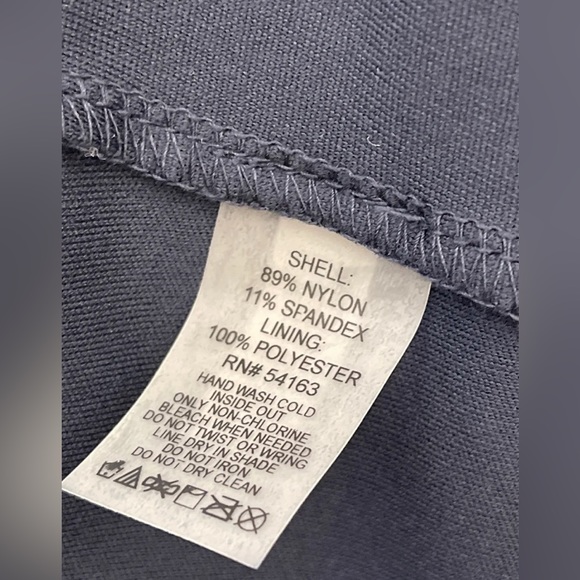 SHELL:
89% NYLON
11% SPANDEX
LINING:
100% POLYESTER
RN# 54163
HAND WASH COLD
INSIDE OUT
ONLY NON-CHLORINE
BLEACH WHEN NEEDED
DO NOT TWIST OR WRING
LINE DRY IN SHADE
DO NOT IRON
DO NOT DRY CLEAN